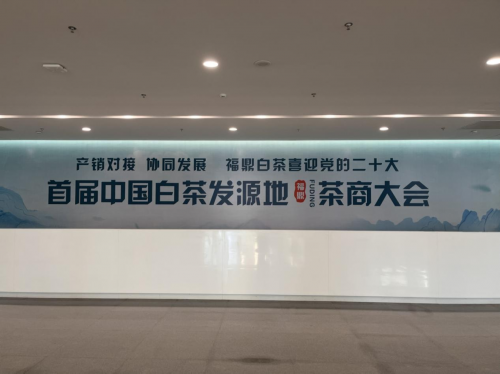 产销对接 协同发展 福鼎白茶喜迎党的二十大
首届中国白茶发源地 福鼎 FUDING 茶商大会